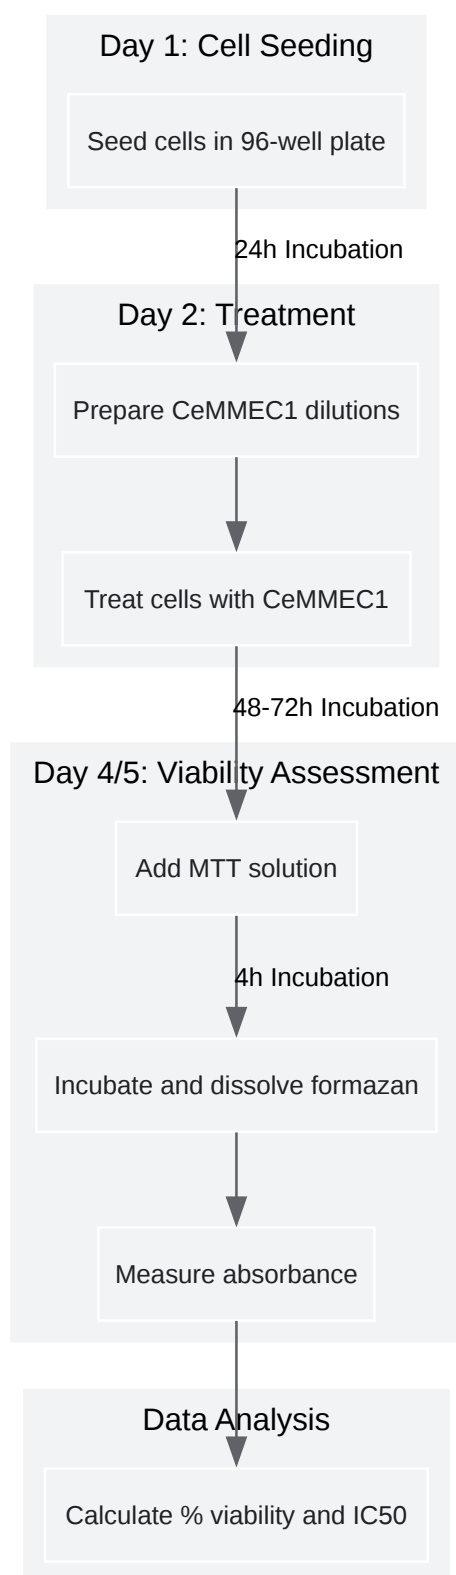 Day 1: Cell Seeding
Seed cells in 96-well plate
24h Incubation
Day 2: Treatment
Prepare CeMMEC1 dilutions
Treat cells with CeMMEC1
48-72h Incubation
Day 4/5: Viability Assessment
Add MTT solution
4h Incubation
Incubate and dissolve formazan
Measure absorbance
Data Analysis
Calculate % viability and IC50